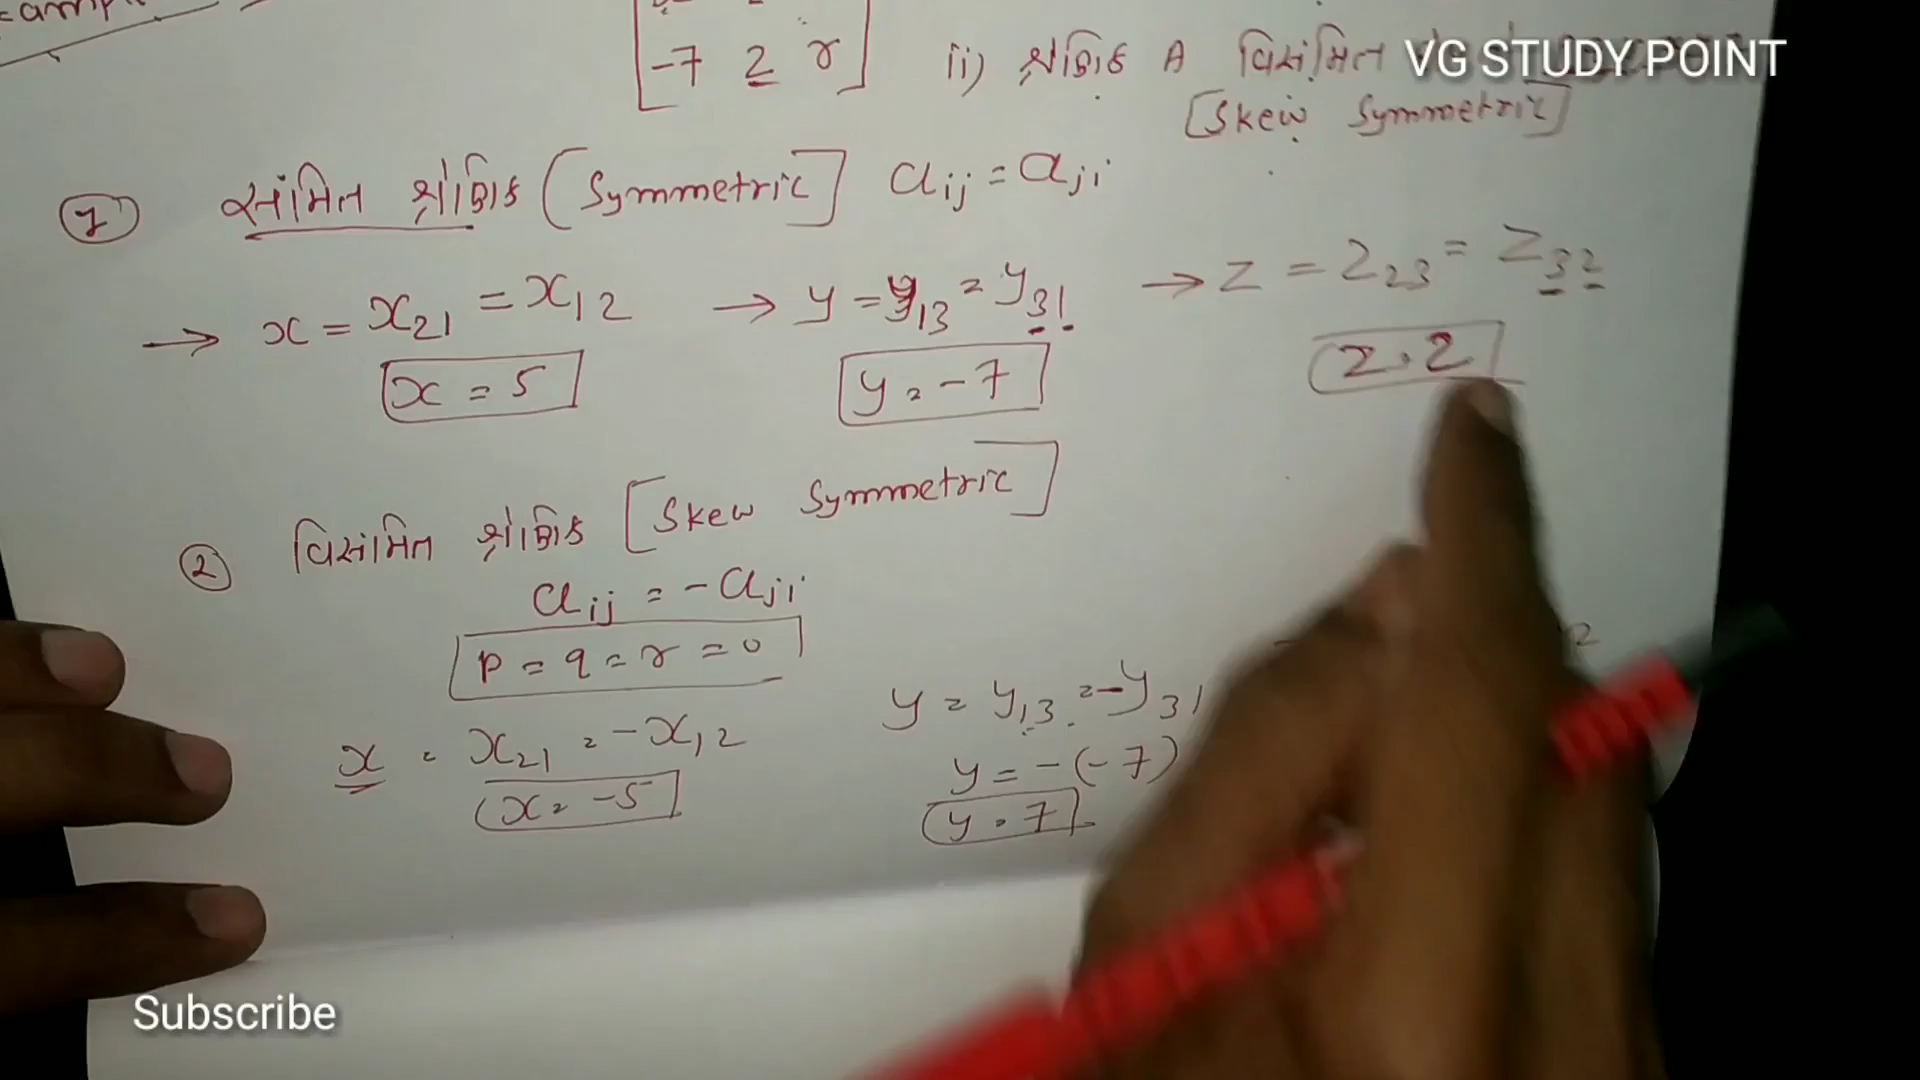 -7 2 r
ii) શ્રેણિક A વિસંમિત
VG STUDY POINT
[Skew Symmetric]
1 સંમિત શ્રેણિક [Symmetric] aij = aji
→ x = x21 = x12 → y = y13 = y31 → z = z23 = z32
x = 5 y = -7 z = 2
2 વિસંમિત શ્રેણિક [Skew Symmetric]
aij = -aji
p = q = r = 0
x = x21 = -x12 y = y13 = -y31
x = -5 y = -(-7)
y = 7
Subscribe